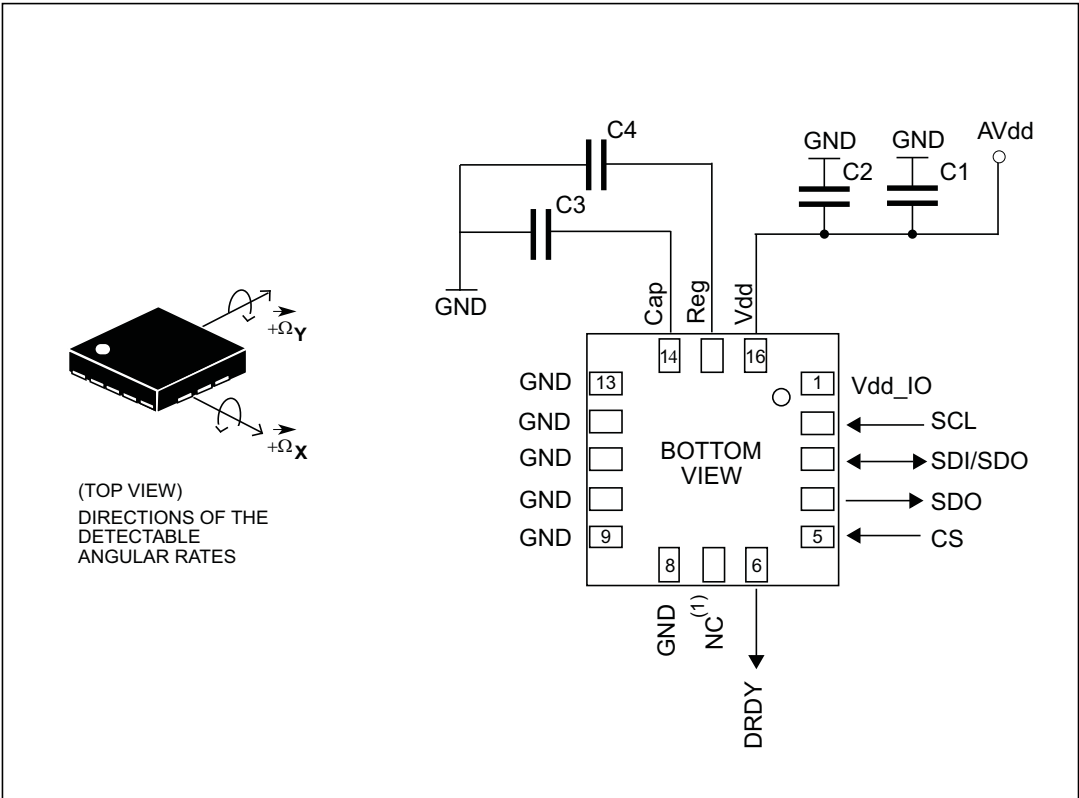 C4
GND
GND
AVdd
C2
C1
C3
GND
Cap
Reg
Vdd
+ΩY
+ΩX
(TOP VIEW)
DIRECTIONS OF THE
DETECTABLE
ANGULAR RATES
14
16
GND
13
1
Vdd_IO
GND
SCL
GND
BOTTOM
VIEW
SDI/SDO
GND
SDO
GND
9
5
CS
8
6
GND
NC(1)
DRDY